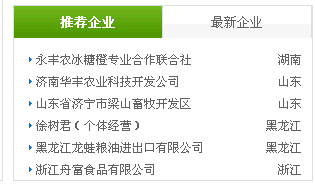 推荐企业 最新企业
永丰农冰糖橙专业合作联合社 湖南
济南华丰农业科技开发公司 山东
山东省济宁市梁山畜牧开发区 山东
徐树君（个体经营） 黑龙江
黑龙江龙蛙粮油进出口有限公司 黑龙江
浙江舟富食品有限公司 浙江